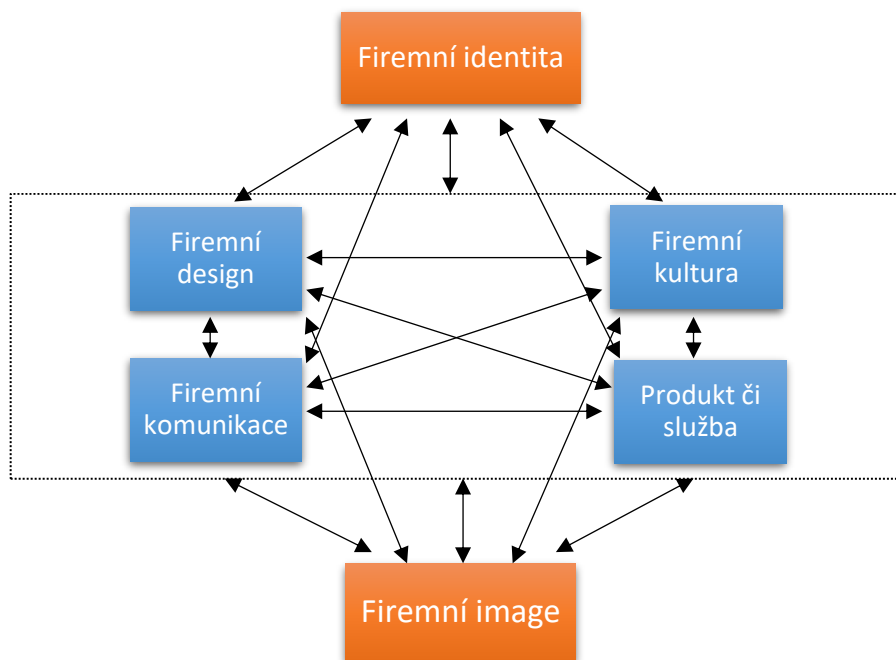 Firemní identita
Firemní
design
Firemní
kultura
Firemní
komunikace
Produkt či
služba
Firemní image